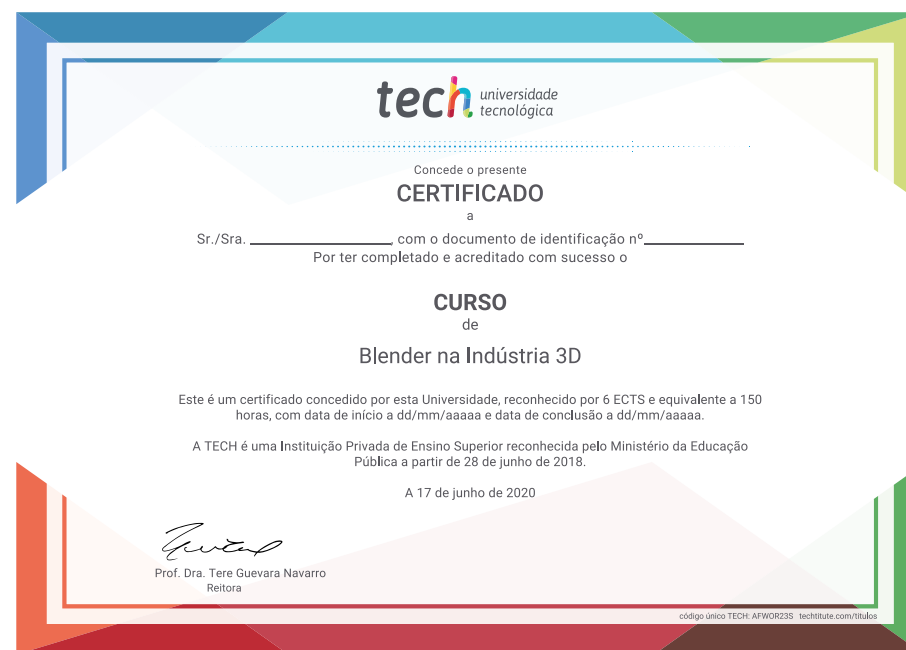 tech universidade
tecnológica
Concede o presente
CERTIFICADO
a
Sr./Sra. ____________, com o documento de identificação nº____________
Por ter completado e acreditado com sucesso o
CURSO
de
Blender na Indústria 3D
Este é um certificado concedido por esta Universidade, reconhecido por 6 ECTS e equivalente a 150
horas, com data de início a dd/mm/aaaaa e data de conclusão a dd/mm/aaaaa.
A TECH é uma Instituição Privada de Ensino Superior reconhecida pelo Ministério da Educação
Pública a partir de 28 de junho de 2018.
A 17 de junho de 2020
Prof. Dra. Tere Guevara Navarro
Reitora
código único TECH: AFWOR23S techtitute.com/titulos